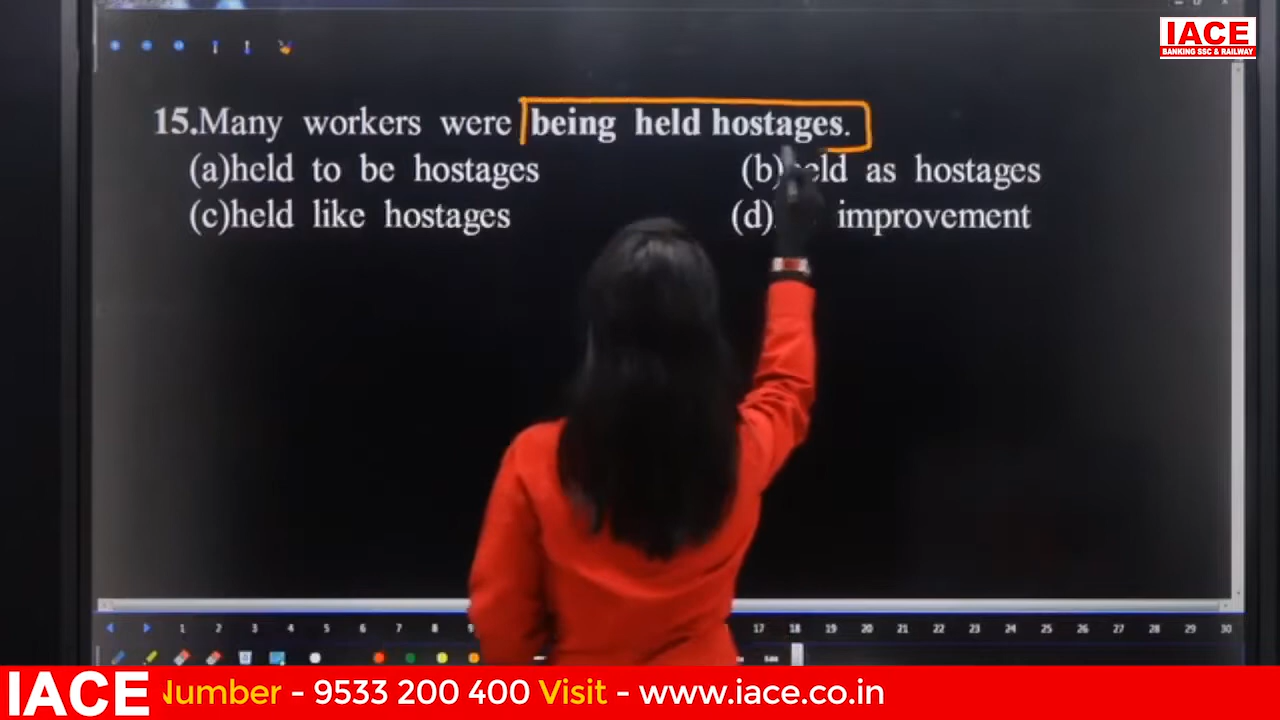 IACE
BANKING SSC & RAILWAY
15.Many workers were being held hostages.
(a)held to be hostages (b)held as hostages
(c)held like hostages (d) improvement
1 2 3 4 5 6 7 8 9 17 18 19 20 21 22 23 24 25 26 27 28 29 30
IACE Number - 9533 200 400 Visit - www.iace.co.in